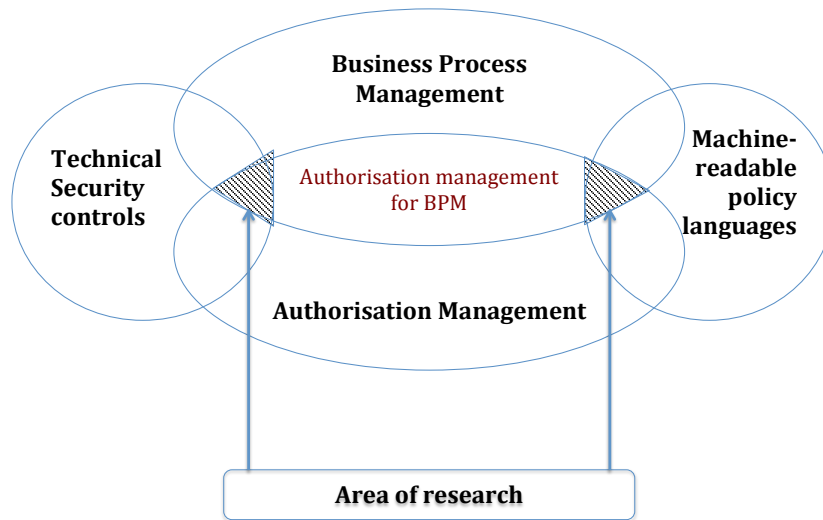 Business Process
Management
Technical
Security
controls
Authorisation management
for BPM
Machine-
readable
policy
languages
Authorisation Management
Area of research